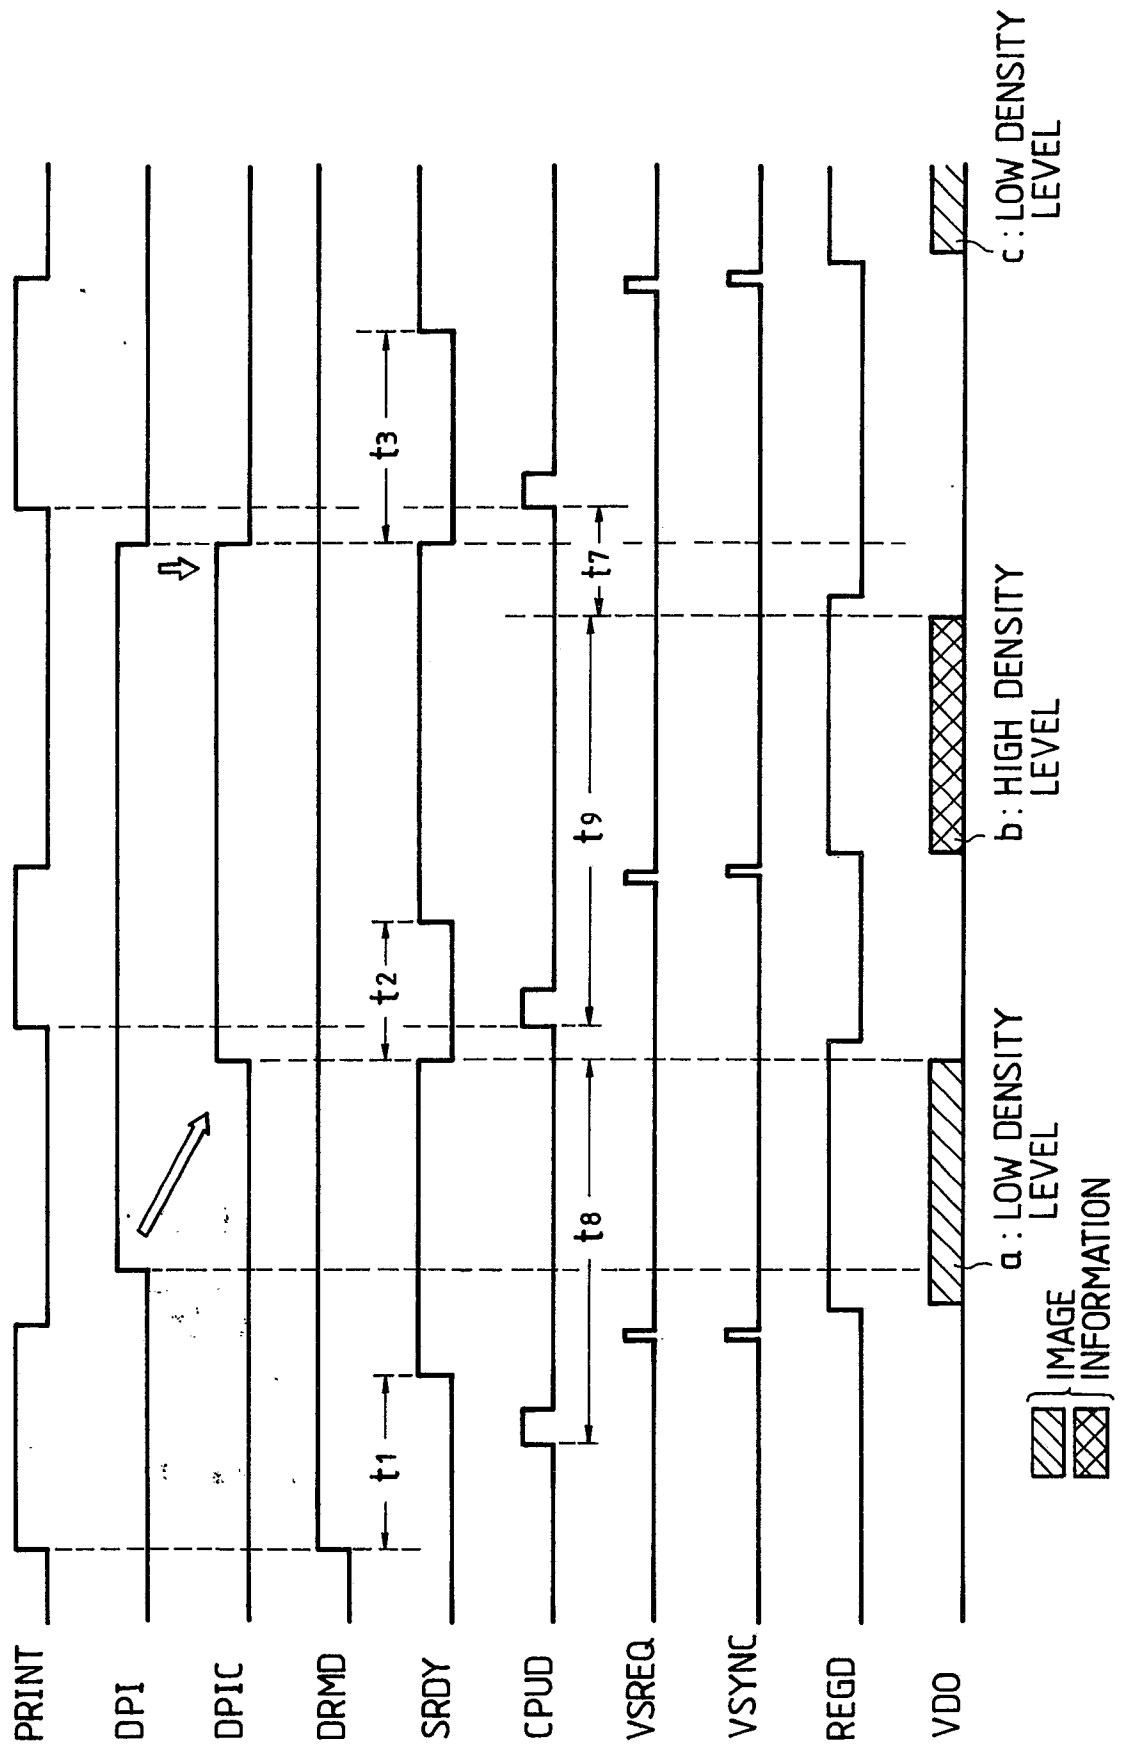 PRINT
DPI
DPIC
DRMD
SRDY
CPUD
VSREQ
VSYNC
REGD
VDO
t1
t2
t3
t8
t9
t7
a : LOW DENSITY
LEVEL
b : HIGH DENSITY
LEVEL
c : LOW DENSITY
LEVEL
IMAGE
INFORMATION